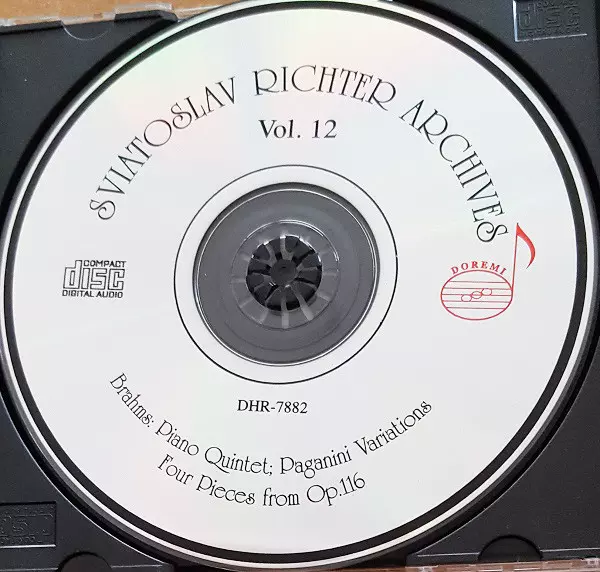 SVIATOSLAV RICHTER ARCHIVES
Vol. 12
COMPACT
disc
DIGITAL AUDIO
DOREMI
DHR-7882
Brahms: Piano Quintet; Paganini Variations
Four Pieces from Op.116